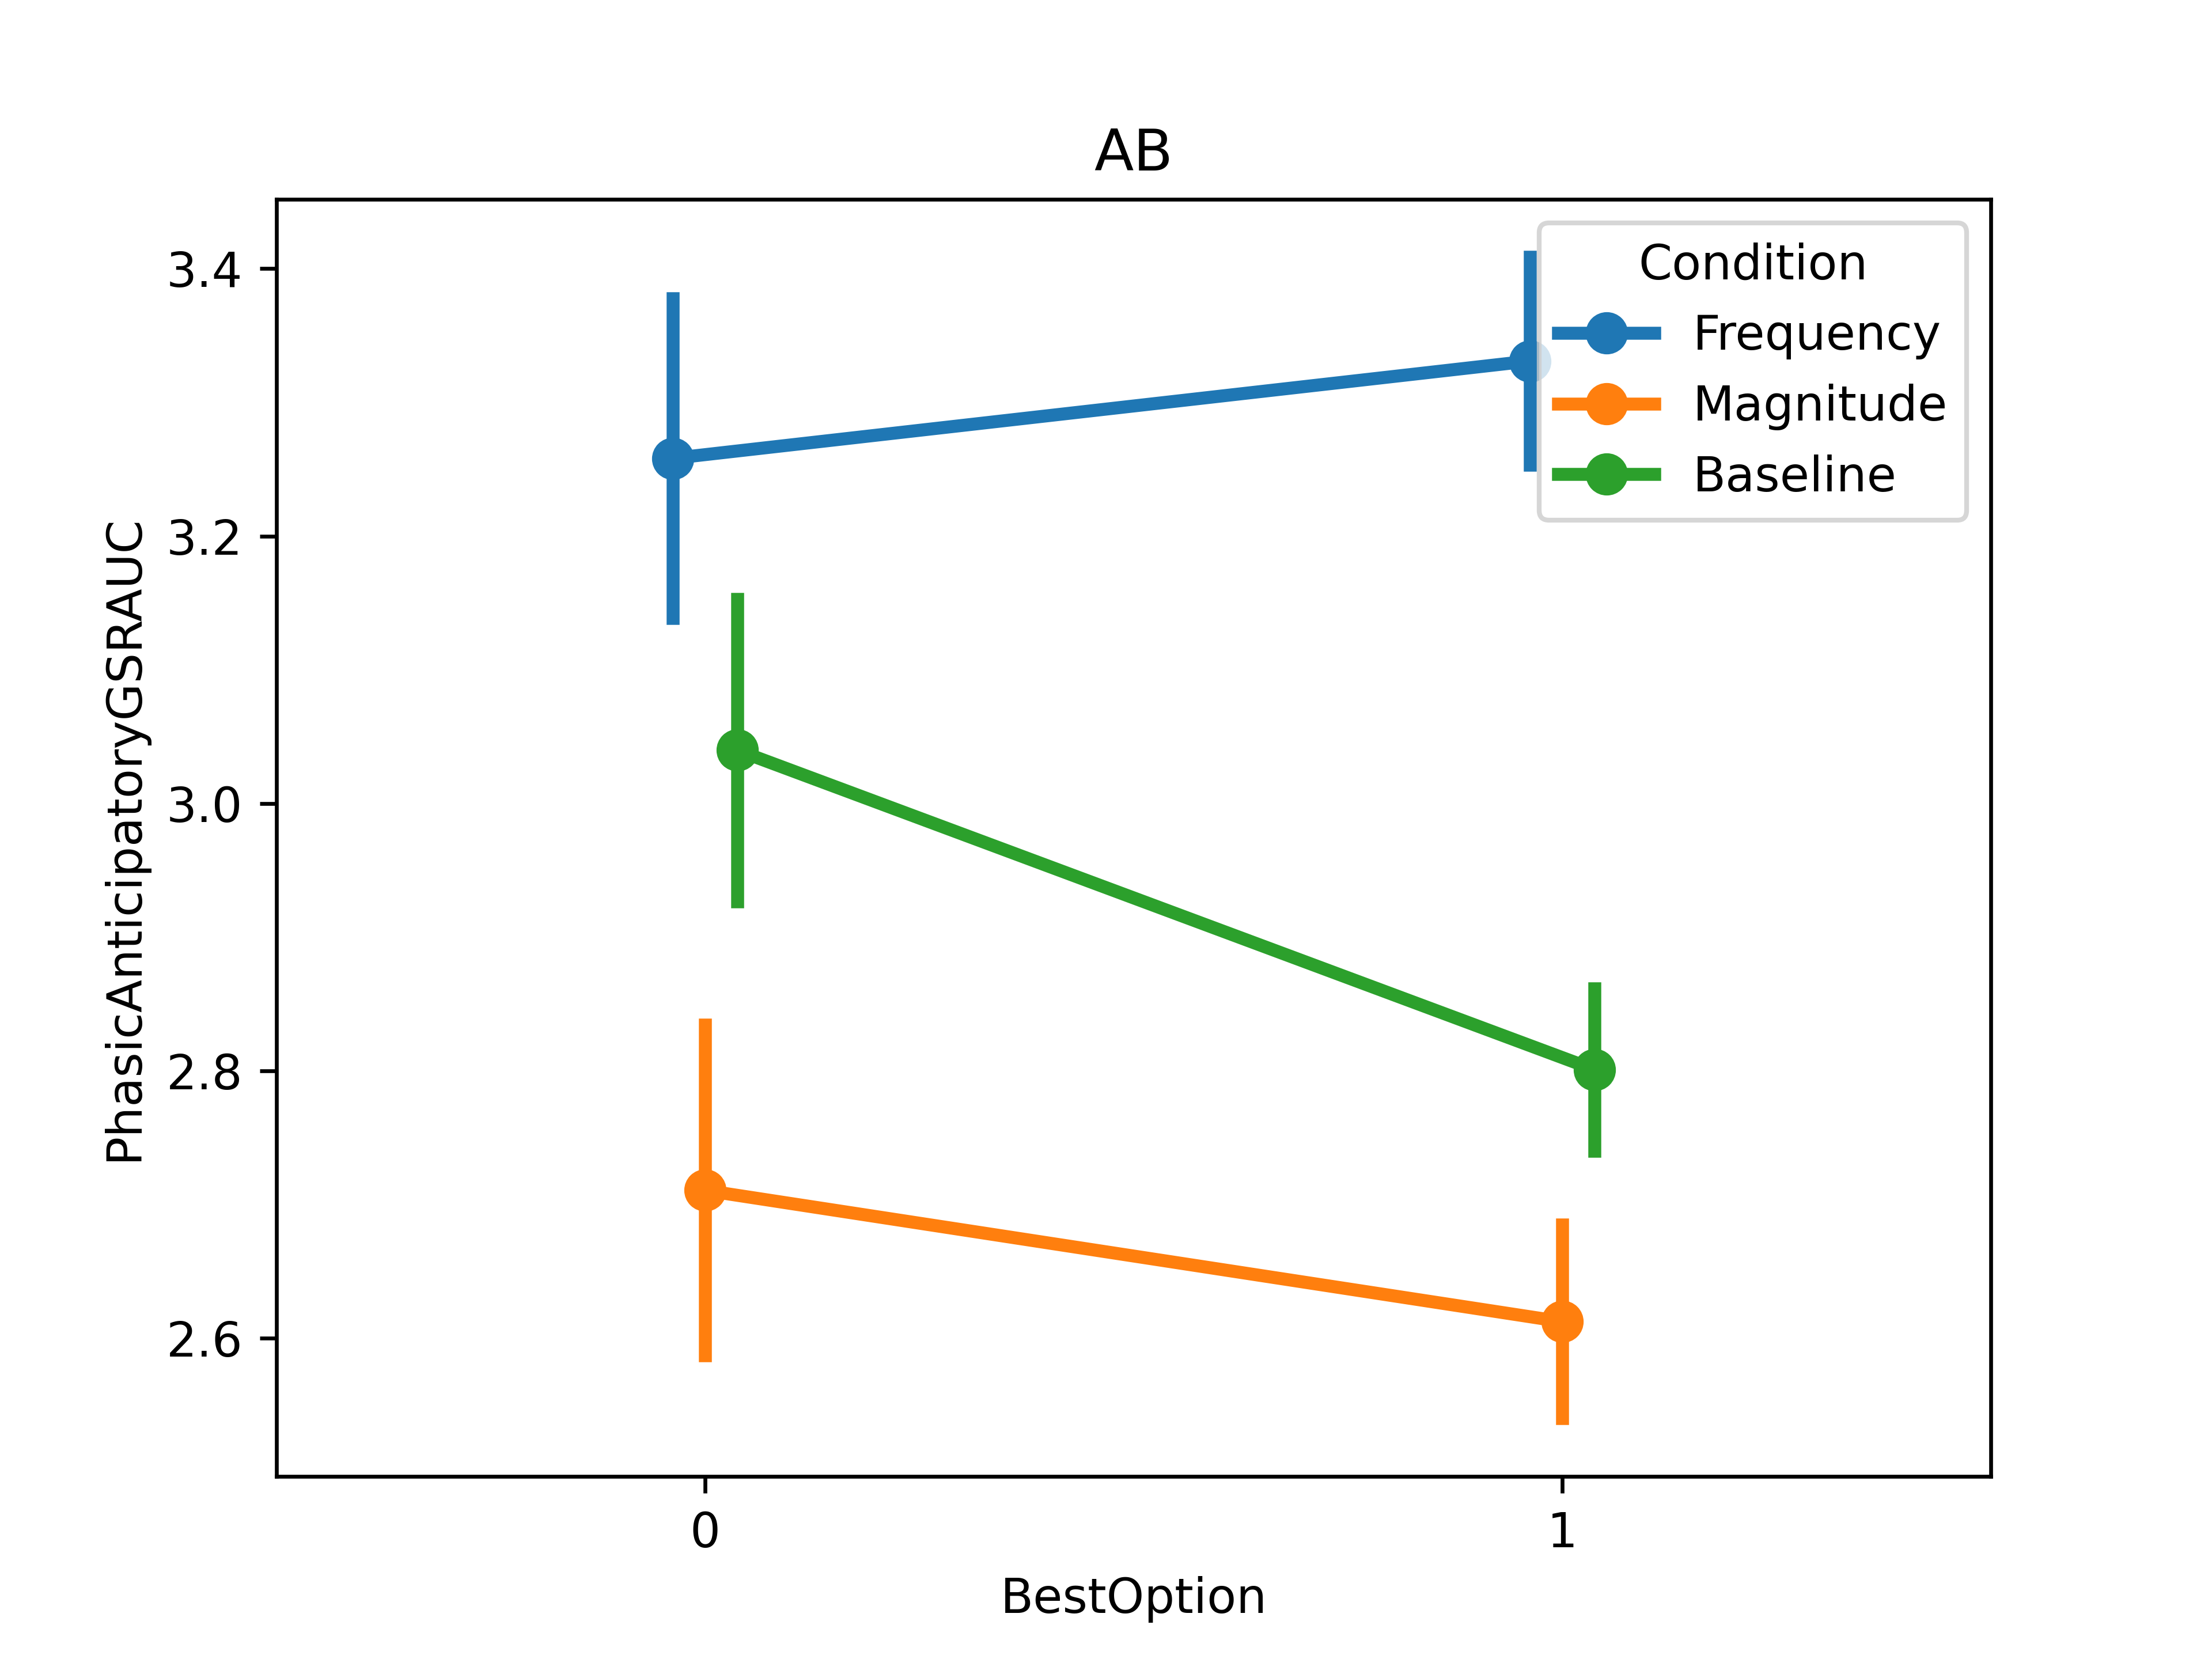 AB
PhasicAnticipatoryGSRAUC
3.4
3.2
3.0
2.8
2.6
Condition
Frequency
Magnitude
Baseline
0
1
BestOption